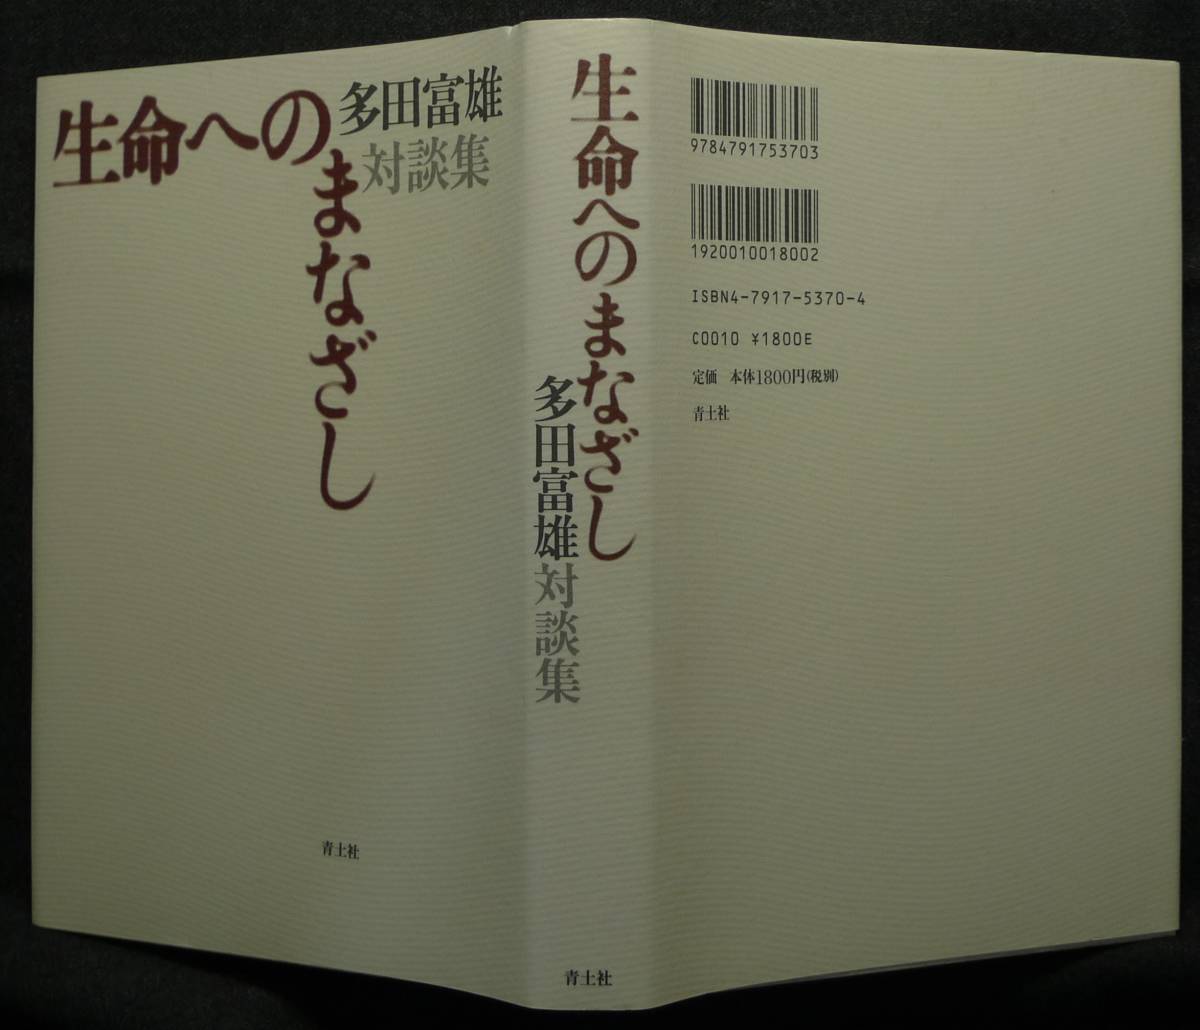 生命へのまなざし
多田富雄
対談集
青土社
生命へのまなざし
多田富雄対談集
青土社
9784791753703
1920010018002
ISBN4-7917-5370-4
C0010 ¥1800E
定価 本体1800円(税別)
青土社